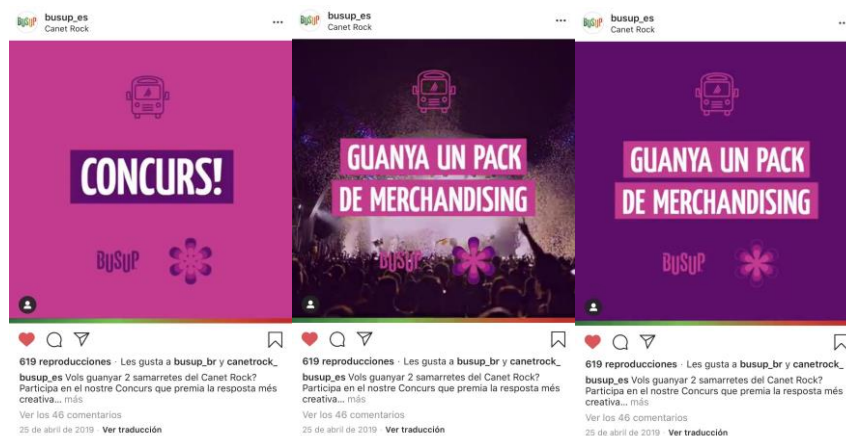 BUSUP
busup_es
Canet Rock
CONCURS!
BUSUP
619 reproducciones · Les gusta a busup_br y canetrock_
busup_es Vols guanyar 2 samarretes del Canet Rock?
Participa en el nostre Concurs que premia la resposta més
creativa... más
Ver los 46 comentarios
25 de abril de 2019 · Ver traducción
BUSUP
busup_es
Canet Rock
GUANYA UN PACK
DE MERCHANDISING
BUSUP
619 reproducciones · Les gusta a busup_br y canetrock_
busup_es Vols guanyar 2 samarretes del Canet Rock?
Participa en el nostre Concurs que premia la resposta més
creativa... más
Ver los 46 comentarios
25 de abril de 2019 · Ver traducción
BUSUP
busup_es
Canet Rock
GUANYA UN PACK
DE MERCHANDISING
BUSUP
619 reproducciones · Les gusta a busup_br y canetrock_
busup_es Vols guanyar 2 samarretes del Canet Rock?
Participa en el nostre Concurs que premia la resposta més
creativa... más
Ver los 46 comentarios
25 de abril de 2019 · Ver traducción